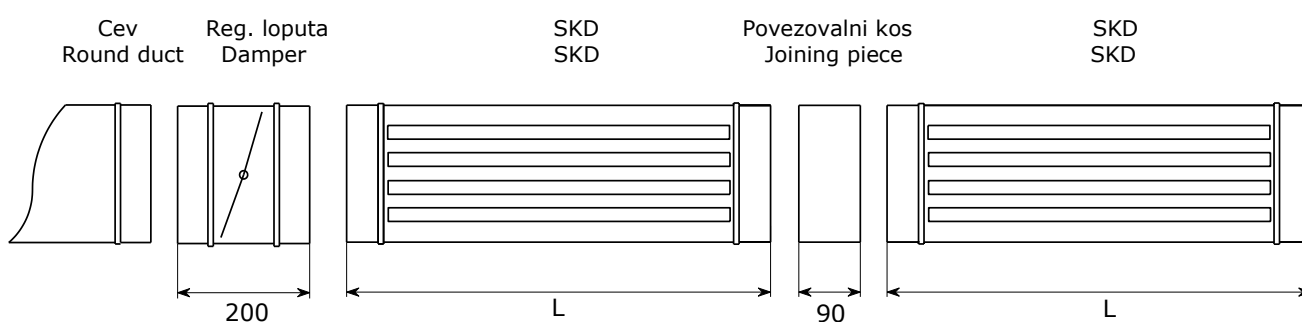 Cev
Round duct
Reg. loputa
Damper
SKD
SKD
Povezovalni kos
Joining piece
SKD
SKD
200
L
90
L